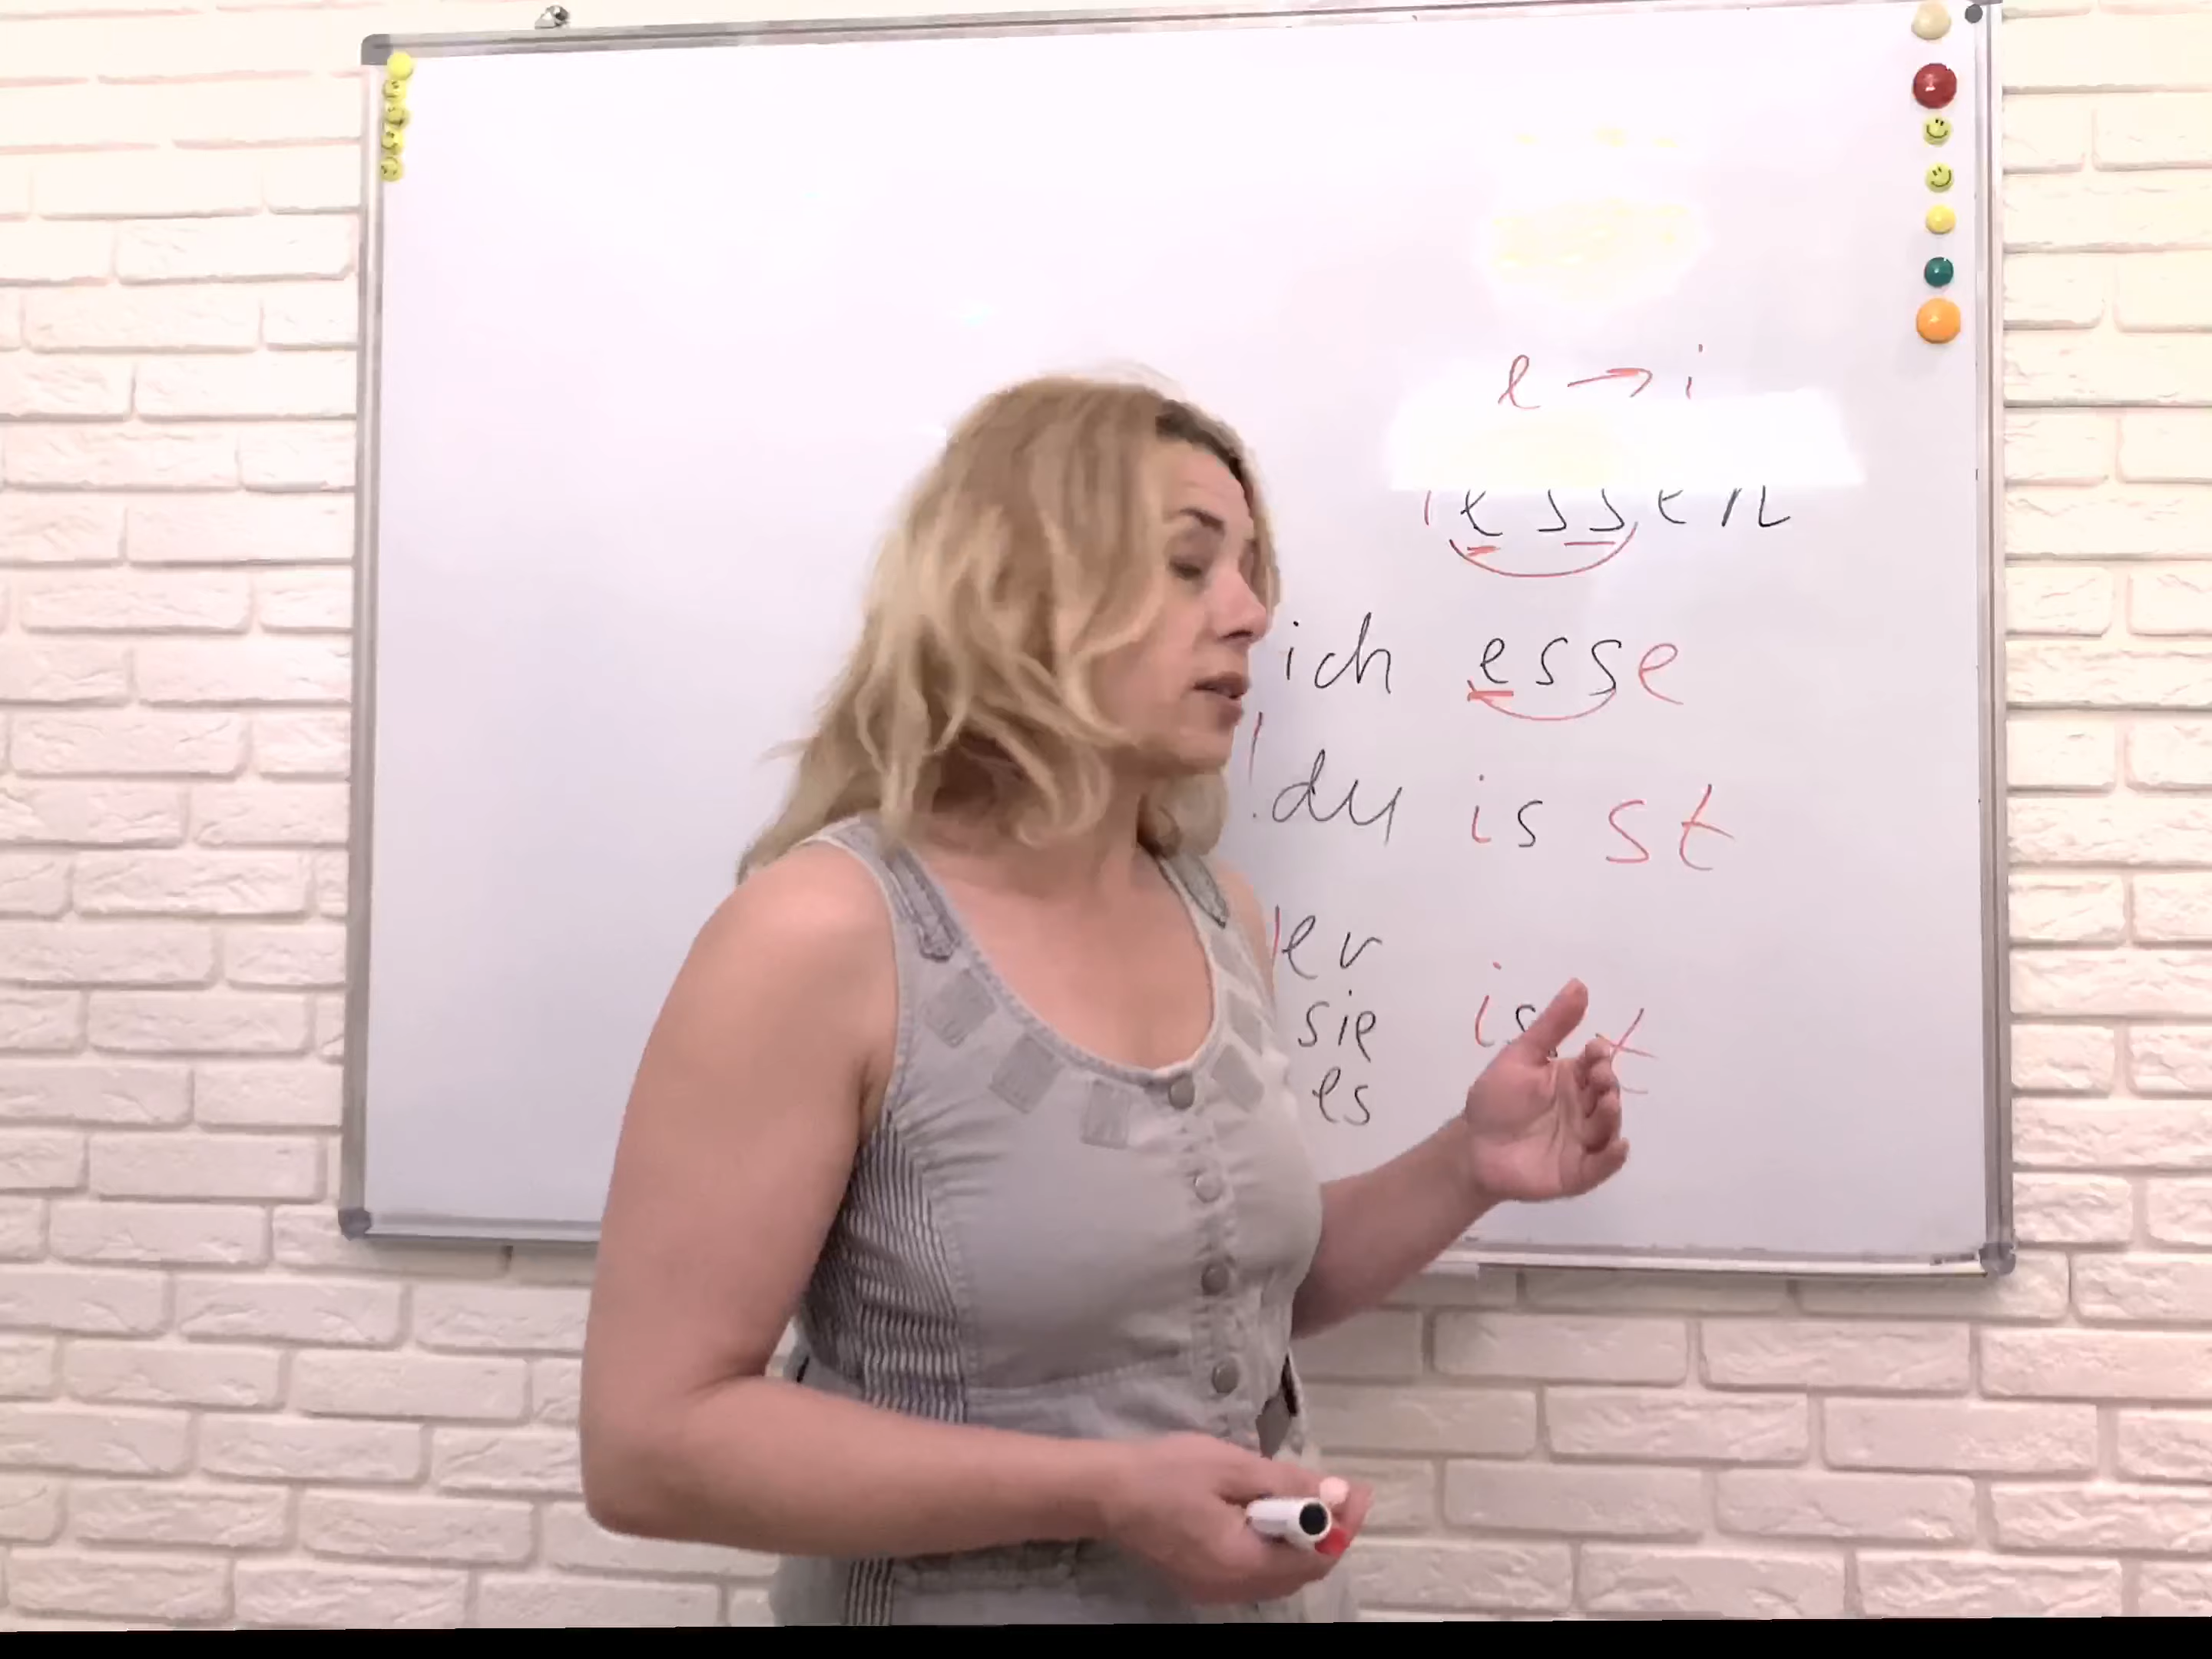 e → i
essen
ich esse
! du isst
er
sie
es